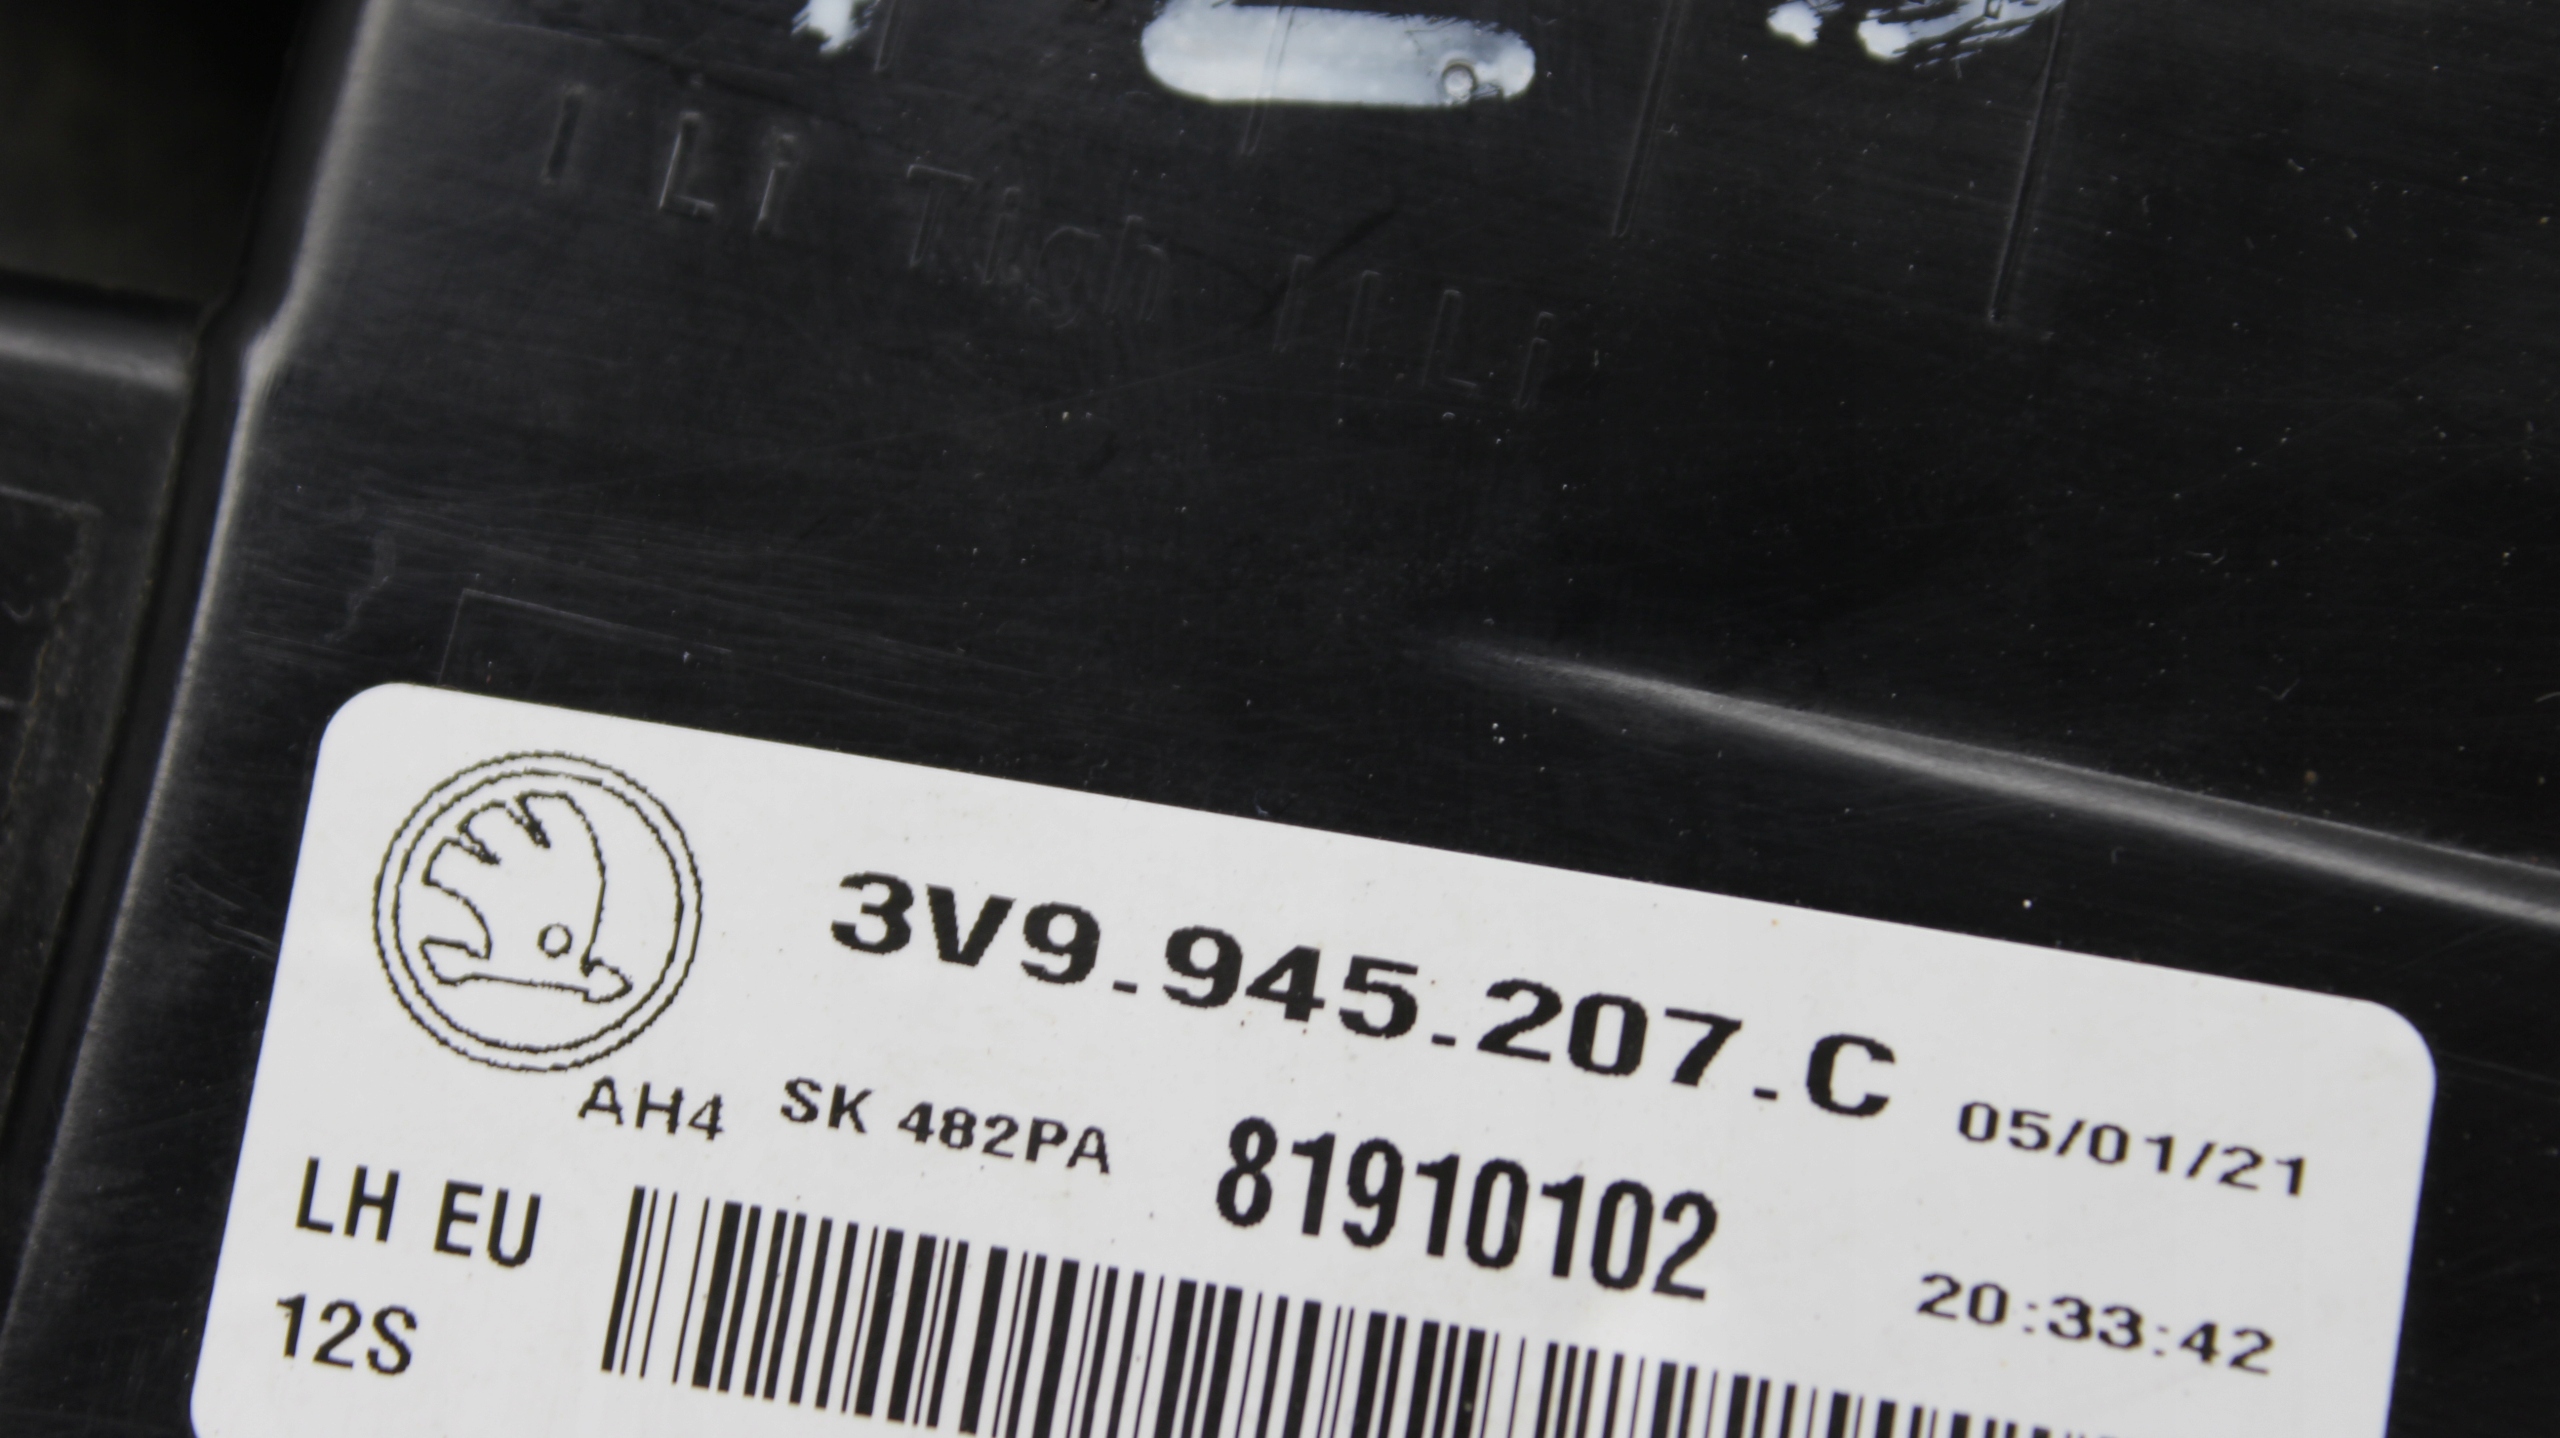 3V9.945.207.C
05/01/21
AH4 SK 482PA 81910102
LH EU
20:33:42
12S